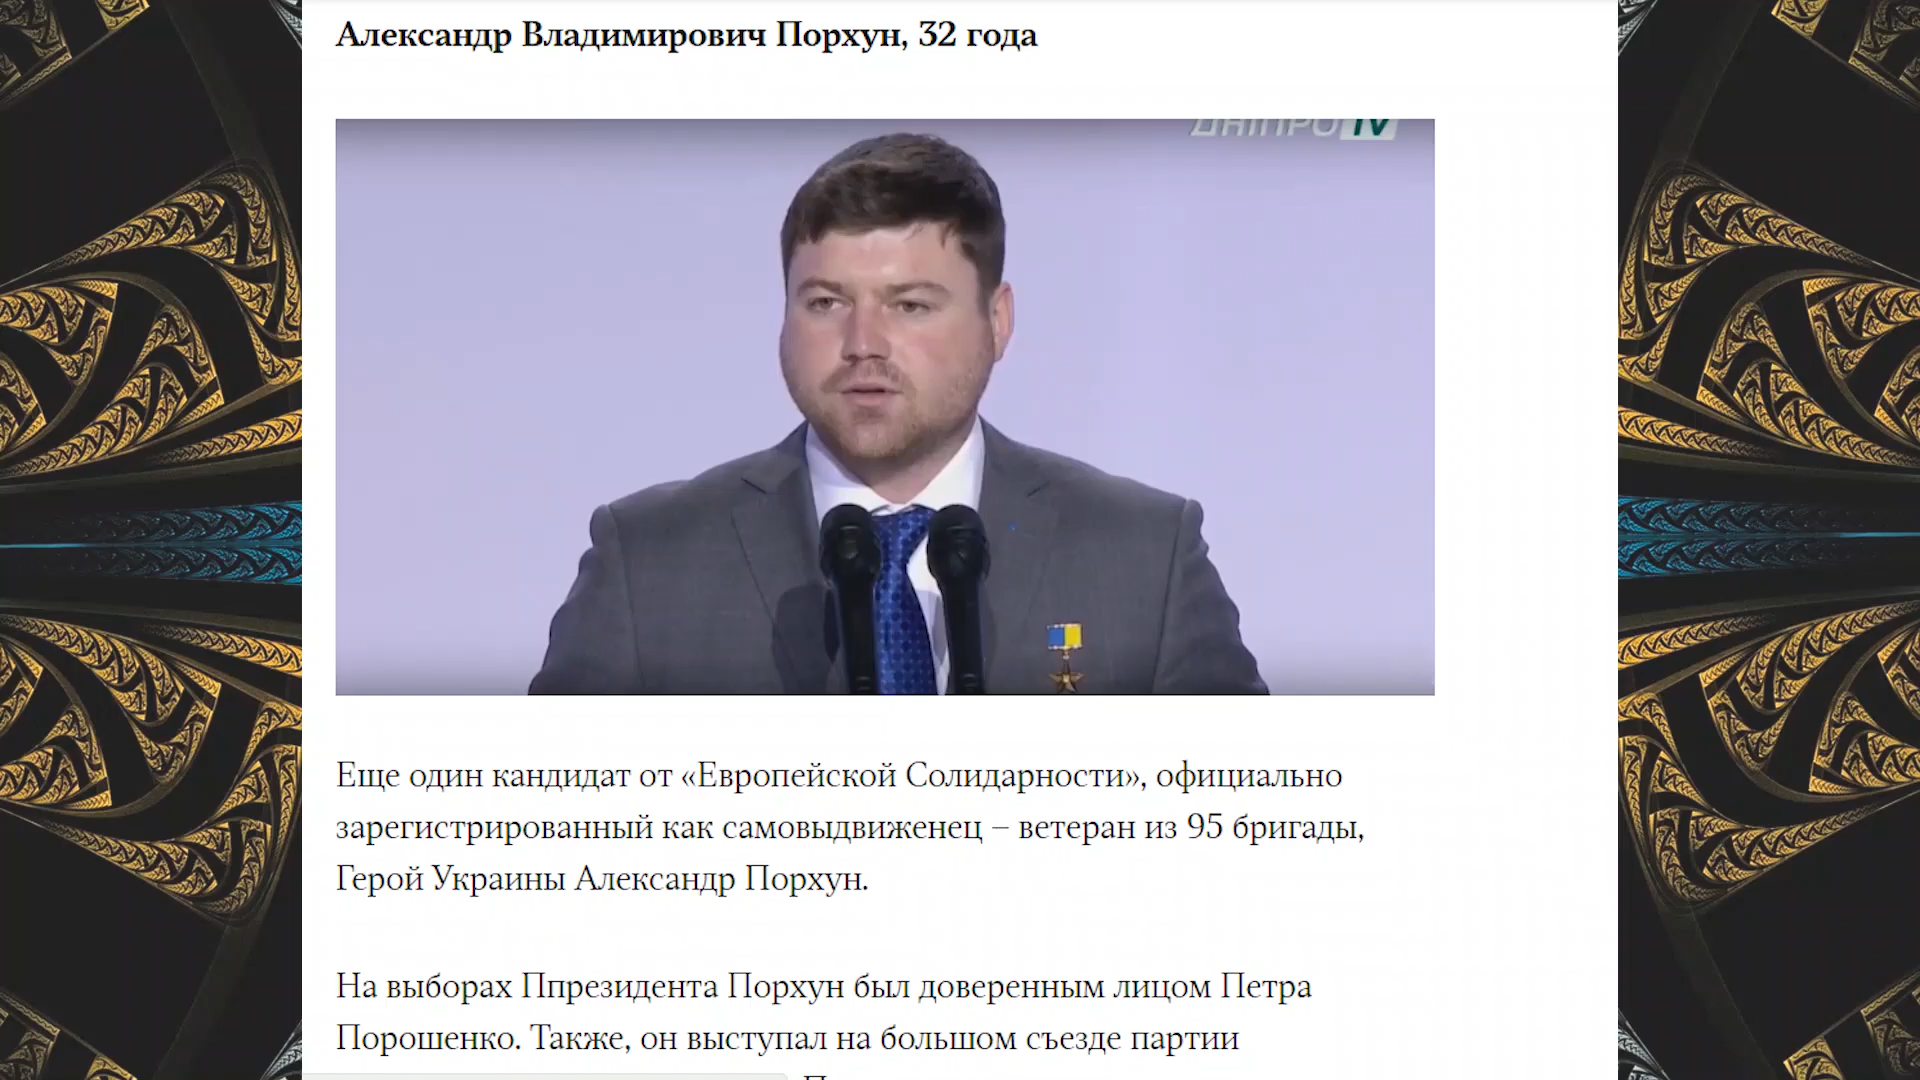 Александр Владимирович Порхун, 32 года
ДНІПРО TV
Еще один кандидат от «Европейской Солидарности», официально
зарегистрированный как самовыдвиженец – ветеран из 95 бригады,
Герой Украины Александр Порхун.
На выборах Ппрезидента Порхун был доверенным лицом Петра
Порошенко. Также, он выступал на большом съезде партии